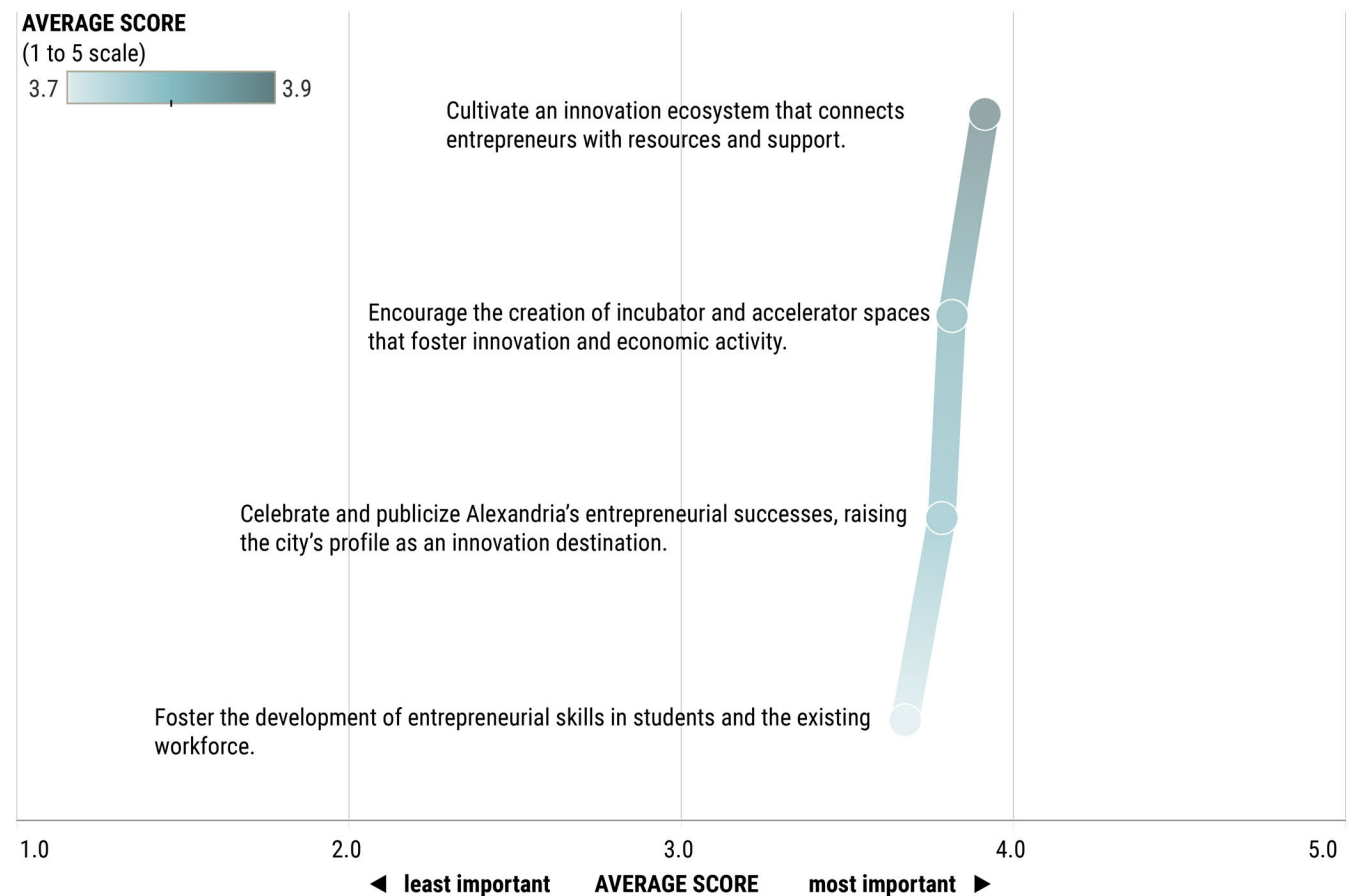 AVERAGE SCORE
(1 to 5 scale)
3.7 3.9
Cultivate an innovation ecosystem that connects
entrepreneurs with resources and support.
Encourage the creation of incubator and accelerator spaces
that foster innovation and economic activity.
Celebrate and publicize Alexandria’s entrepreneurial successes, raising
the city’s profile as an innovation destination.
Foster the development of entrepreneurial skills in students and the existing
workforce.
1.0 2.0 3.0 4.0 5.0
◀ least important AVERAGE SCORE most important ▶